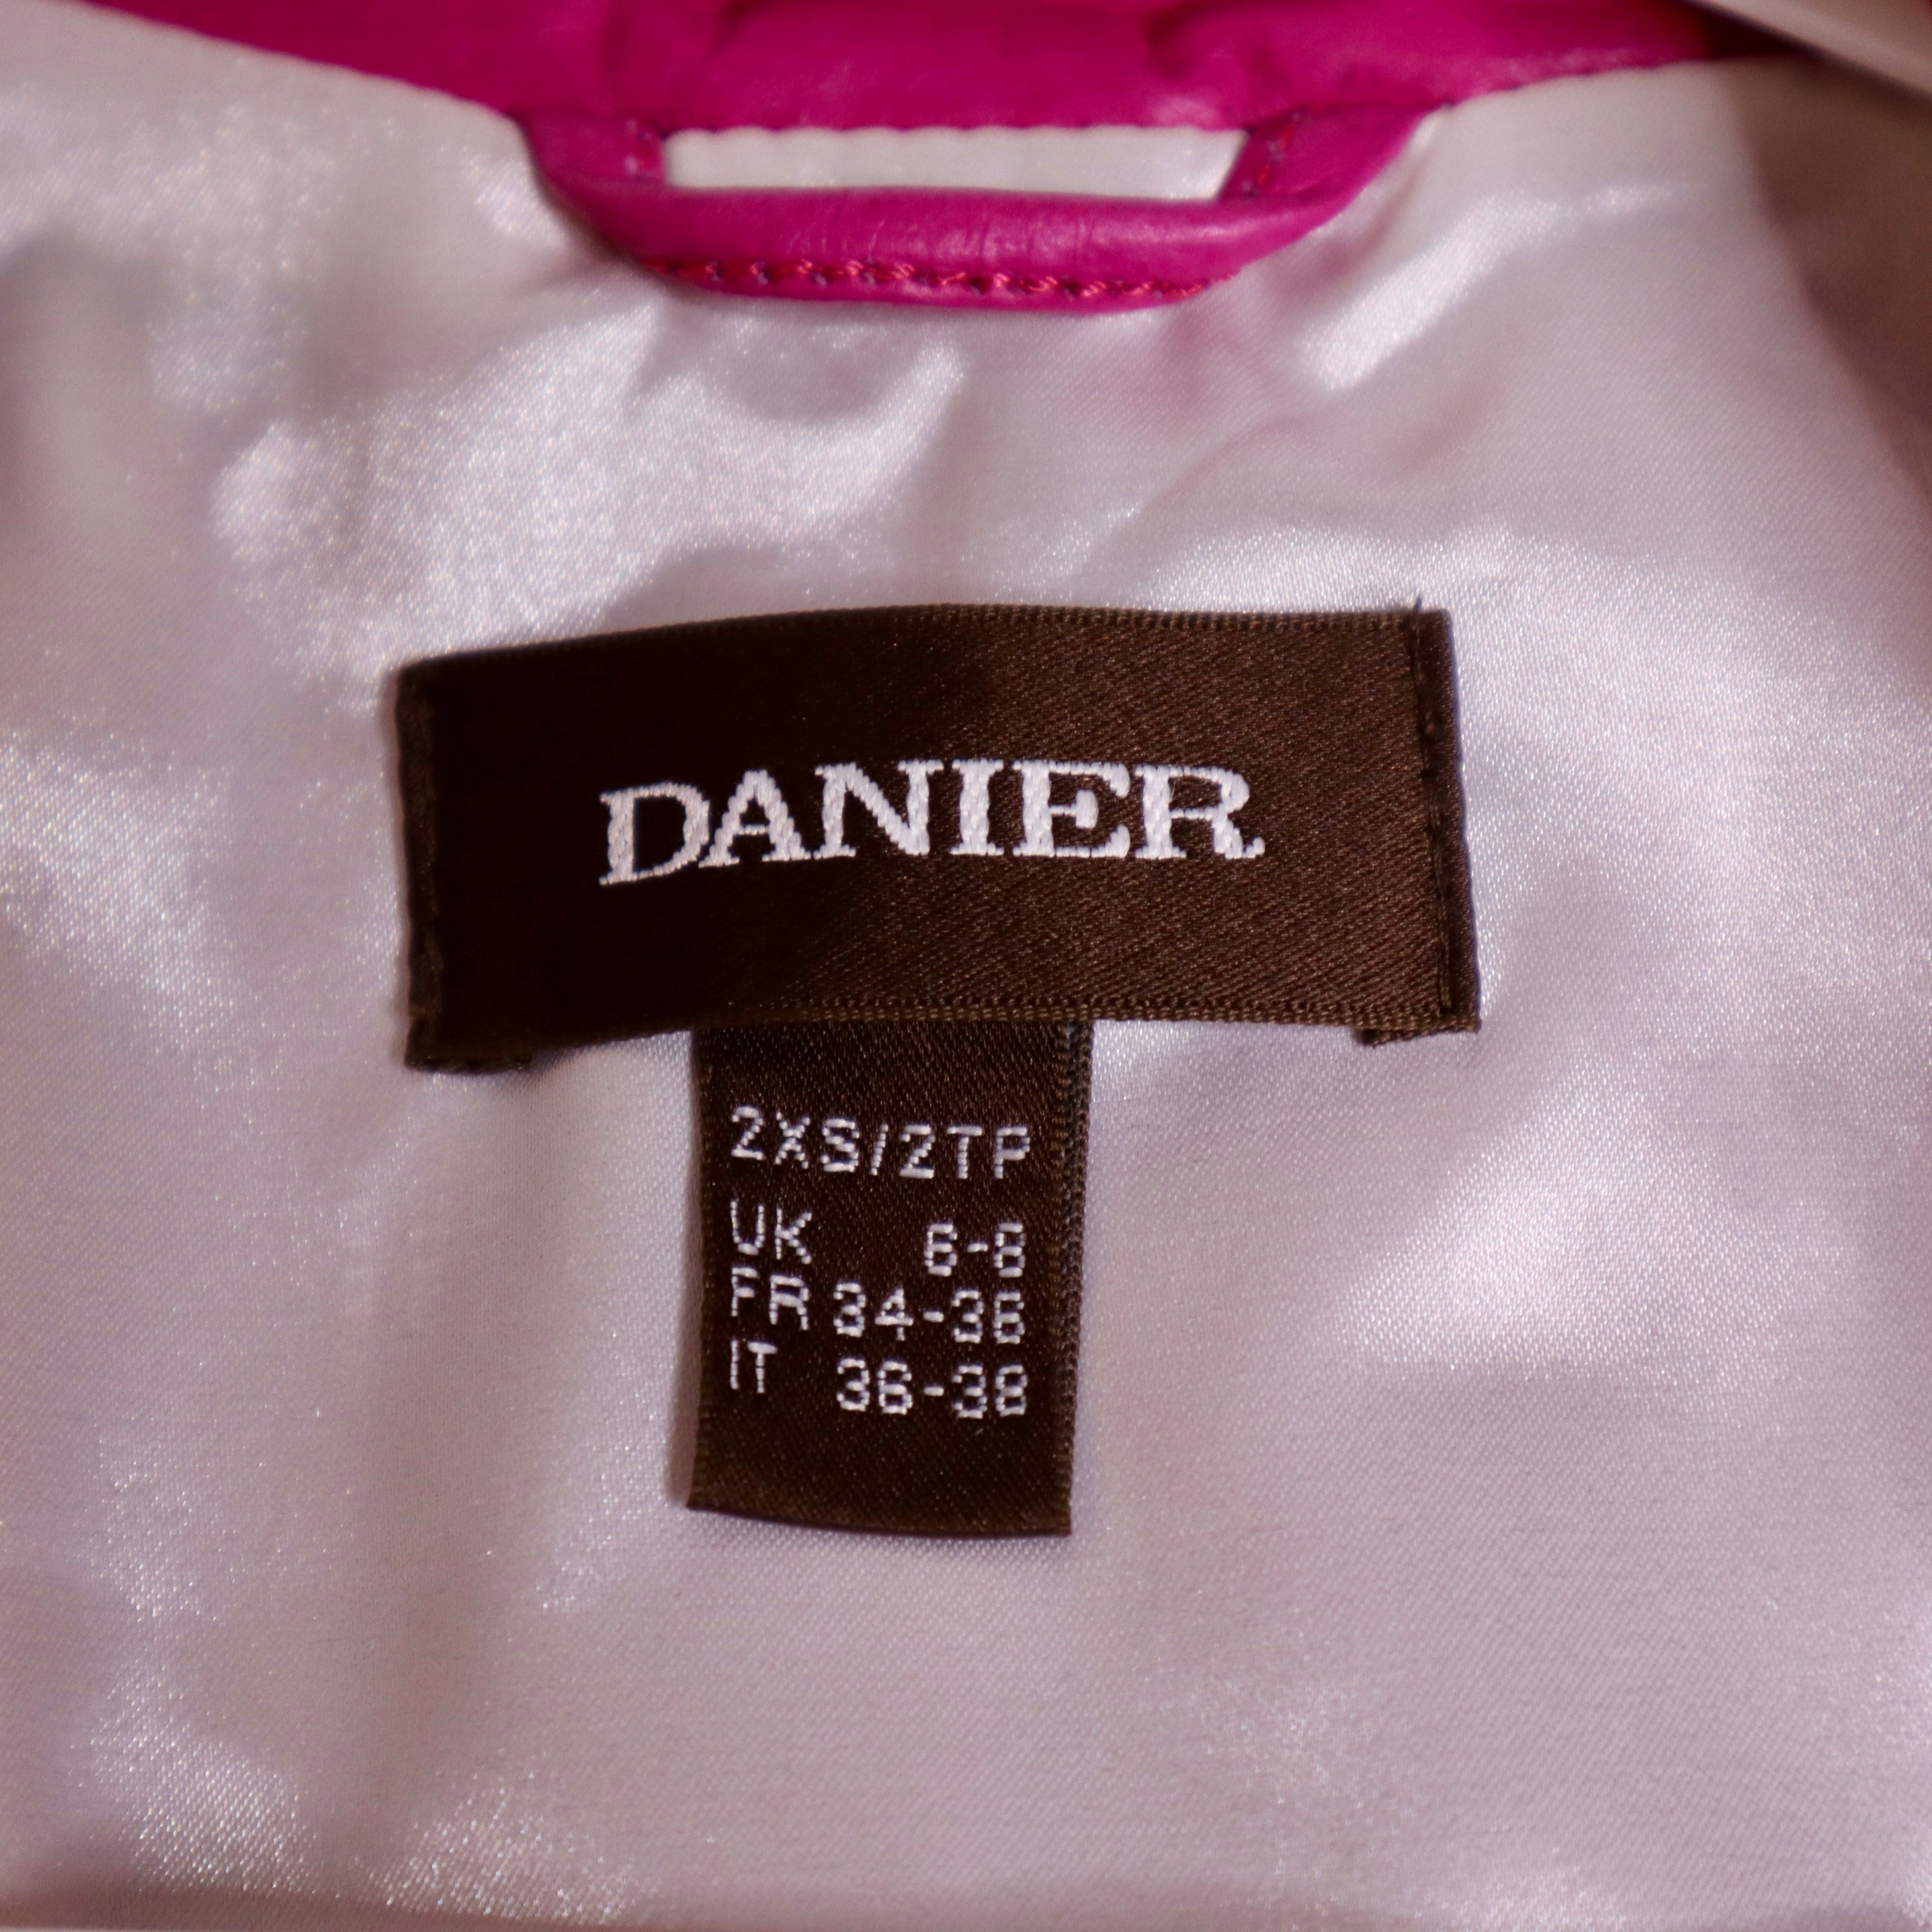 DANIER
2XS/2TP
UK 6-8
FR 34-36
IT 36-38